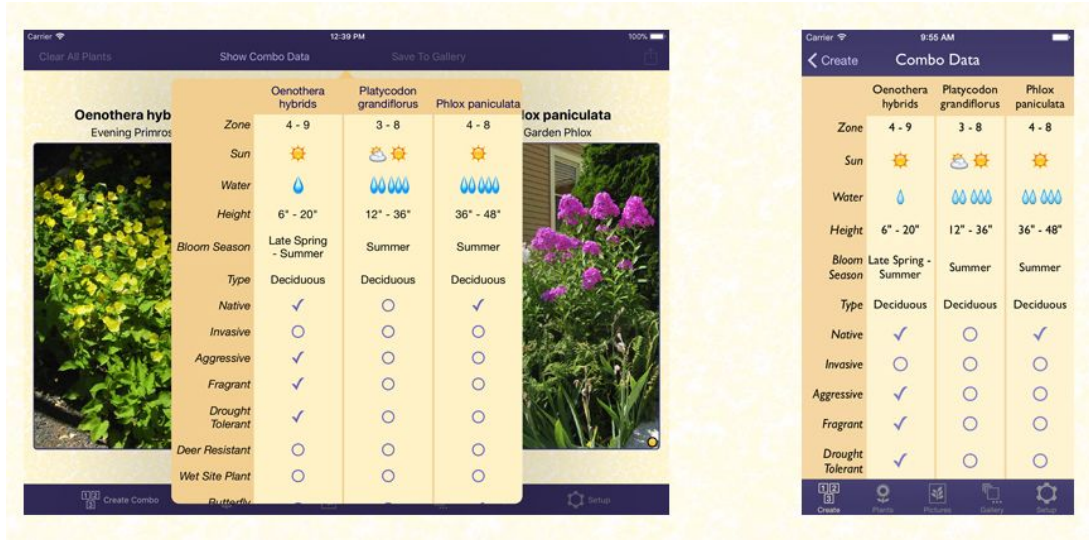 Carrier 12:39 PM 100%
Clear All Plants Show Combo Data Save To Gallery
Oenothera hyb
Evening Primros
lox paniculata
Garden Phlox
Oenothera hybrids Platycodon grandiflorus Phlox paniculata
Zone 4 - 9 3 - 8 4 - 8
Sun
Water
Height 6" - 20" 12" - 36" 36" - 48"
Bloom Season Late Spring - Summer Summer Summer
Type Deciduous Deciduous Deciduous
Native
Invasive
Aggressive
Fragrant
Drought Tolerant
Deer Resistant
Wet Site Plant
Butterfly
1 2 3 Create Combo Setup
Carrier 9:55 AM
Create Combo Data
Oenothera hybrids Platycodon grandiflorus Phlox paniculata
Zone 4 - 9 3 - 8 4 - 8
Sun
Water
Height 6" - 20" 12" - 36" 36" - 48"
Bloom Season Late Spring - Summer Summer Summer
Type Deciduous Deciduous Deciduous
Native
Invasive
Aggressive
Fragrant
Drought Tolerant
1 2 3
Create Plants Pictures Gallery Setup